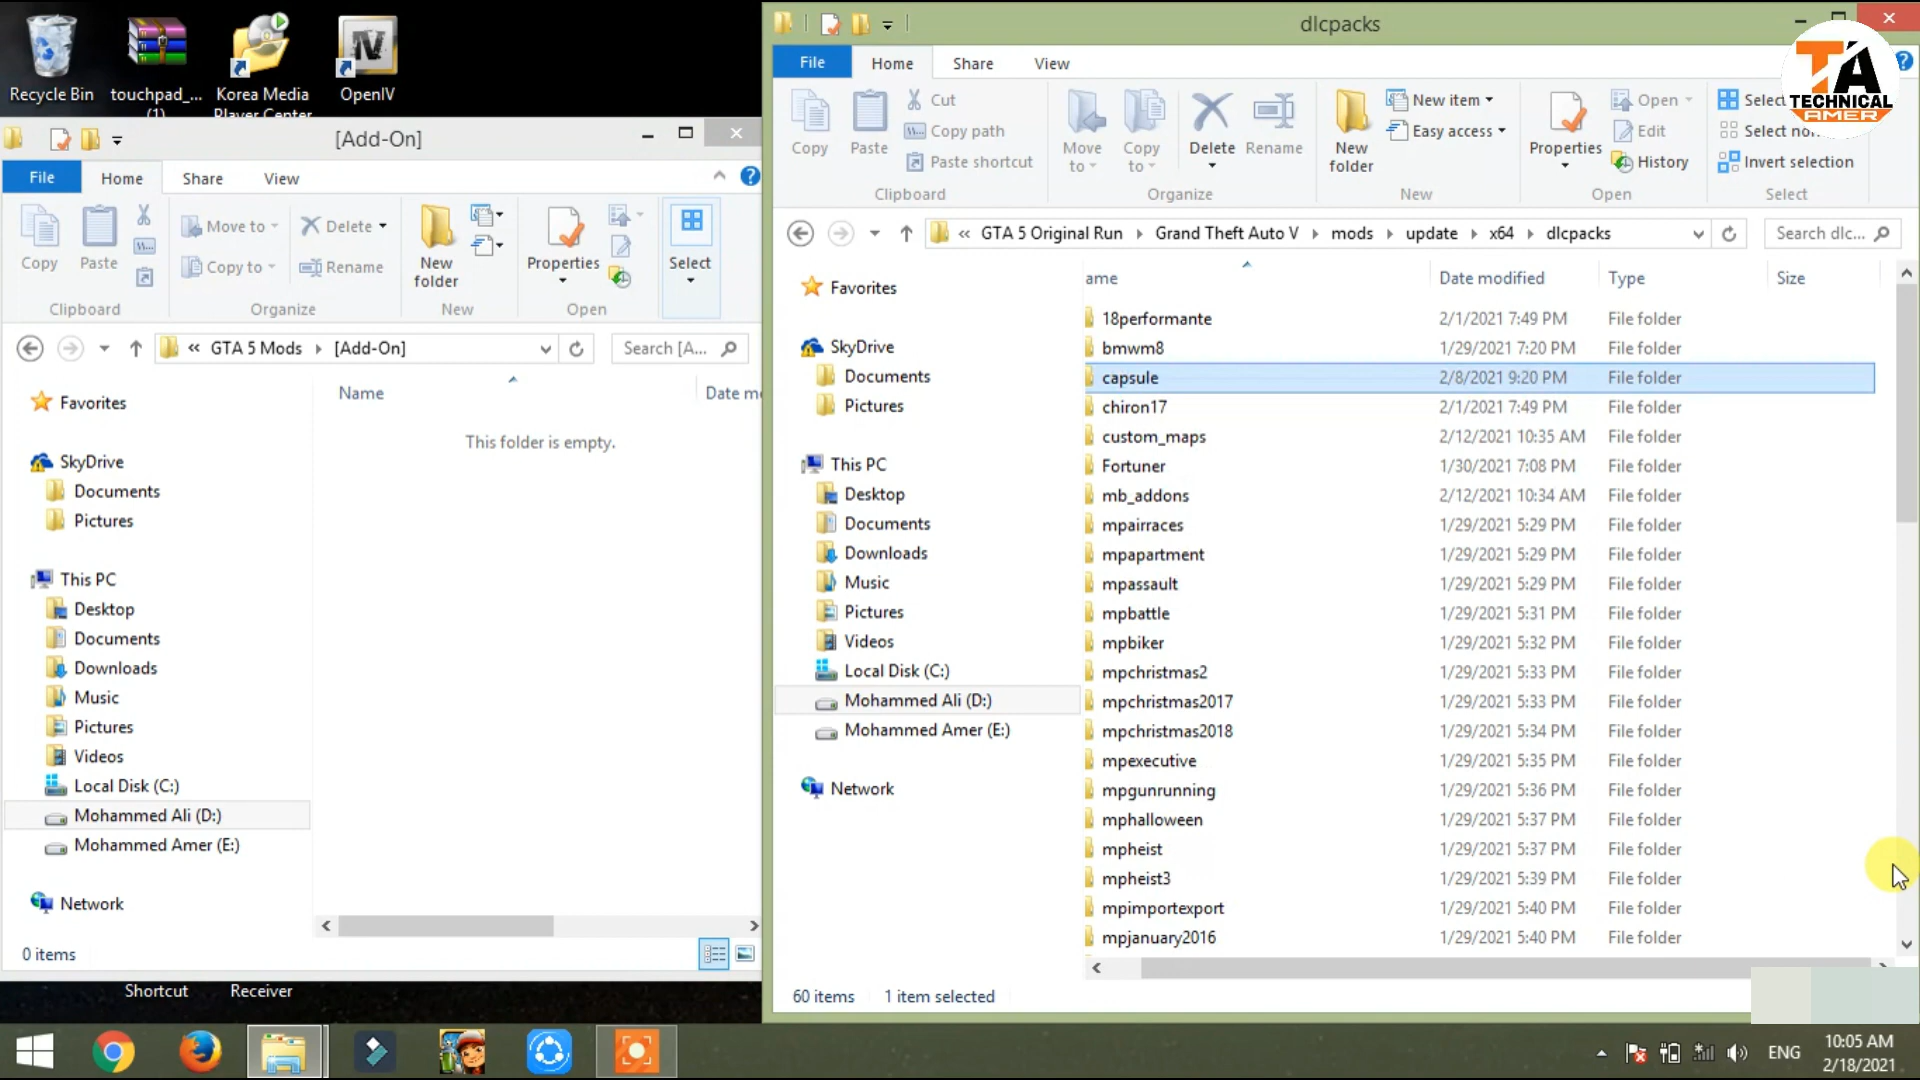 Recycle Bin
touchpad_...
(1)
Korea Media
Player Center
OpenIV
[Add-On]
File
Home
Share
View
Copy
Paste
Move to
Copy to
Delete
Rename
New
folder
Properties
Select
Clipboard
Organize
New
Open
« GTA 5 Mods
[Add-On]
Search [A...
Favorites
SkyDrive
Documents
Pictures
This PC
Desktop
Documents
Downloads
Music
Pictures
Videos
Local Disk (C:)
Mohammed Ali (D:)
Mohammed Amer (E:)
Network
Name
Date m
This folder is empty.
0 items
Shortcut
Receiver
dlcpacks
TA
TECHNICAL
AMER
File
Home
Share
View
Copy
Paste
Cut
Copy path
Paste shortcut
Move
to
Copy
to
Delete
Rename
New
folder
New item
Easy access
Properties
Open
Edit
History
Select
Select no
Invert selection
Clipboard
Organize
New
Open
Select
« GTA 5 Original Run
Grand Theft Auto V
mods
update
x64
dlcpacks
Search dlc...
Favorites
SkyDrive
Documents
Pictures
This PC
Desktop
Documents
Downloads
Music
Pictures
Videos
Local Disk (C:)
Mohammed Ali (D:)
Mohammed Amer (E:)
Network
ame Date modified Type Size
18performante 2/1/2021 7:49 PM File folder
bmwm8 1/29/2021 7:20 PM File folder
capsule 2/8/2021 9:20 PM File folder
chiron17 2/1/2021 7:49 PM File folder
custom_maps 2/12/2021 10:35 AM File folder
Fortuner 1/30/2021 7:08 PM File folder
mb_addons 2/12/2021 10:34 AM File folder
mpairraces 1/29/2021 5:29 PM File folder
mpapartment 1/29/2021 5:29 PM File folder
mpassault 1/29/2021 5:29 PM File folder
mpbattle 1/29/2021 5:31 PM File folder
mpbiker 1/29/2021 5:32 PM File folder
mpchristmas2 1/29/2021 5:33 PM File folder
mpchristmas2017 1/29/2021 5:33 PM File folder
mpchristmas2018 1/29/2021 5:34 PM File folder
mpexecutive 1/29/2021 5:35 PM File folder
mpgunrunning 1/29/2021 5:36 PM File folder
mphalloween 1/29/2021 5:37 PM File folder
mpheist 1/29/2021 5:37 PM File folder
mpheist3 1/29/2021 5:39 PM File folder
mpimportexport 1/29/2021 5:40 PM File folder
mpjanuary2016 1/29/2021 5:40 PM File folder
60 items
1 item selected
ENG
10:05 AM
2/18/2021